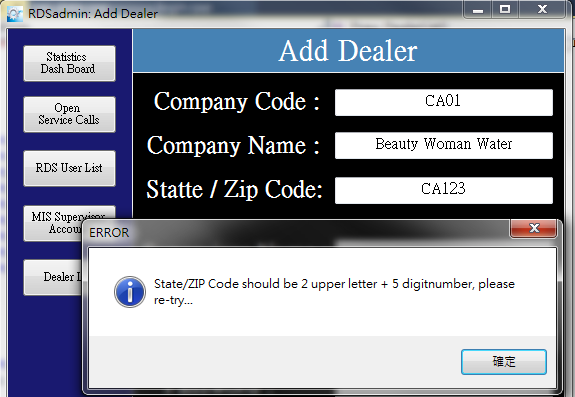 RDSadmin: Add Dealer
Statistics
Dash Board
Open
Service Calls
RDS User List
MIS Supervisor
Accou
Dealer L
Add Dealer
Company Code :
CA01
Company Name :
Beauty Woman Water
Statte / Zip Code:
CA123
ERROR
State/ZIP Code should be 2 upper letter + 5 digitnumber, please
re-try...
確定